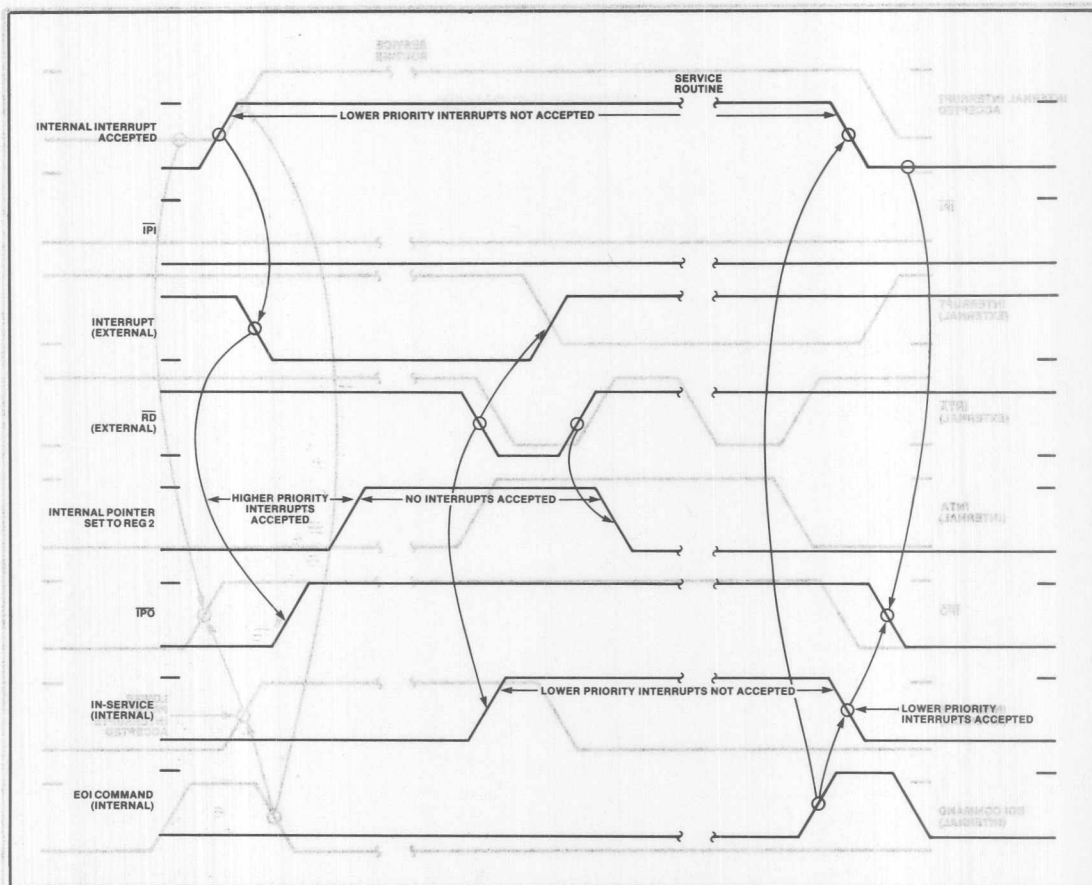 SERVICE
ROUTINE
LOWER PRIORITY INTERRUPTS NOT ACCEPTED
INTERNAL INTERRUPT
ACCEPTED
IPI
INTERRUPT
(EXTERNAL)
RD
(EXTERNAL)
HIGHER PRIORITY
INTERRUPTS
ACCEPTED
NO INTERRUPTS ACCEPTED
INTERNAL POINTER
SET TO REG 2
IPO
IN-SERVICE
(INTERNAL)
LOWER PRIORITY INTERRUPTS NOT ACCEPTED
LOWER PRIORITY
INTERRUPTS ACCEPTED
EOI COMMAND
(INTERNAL)